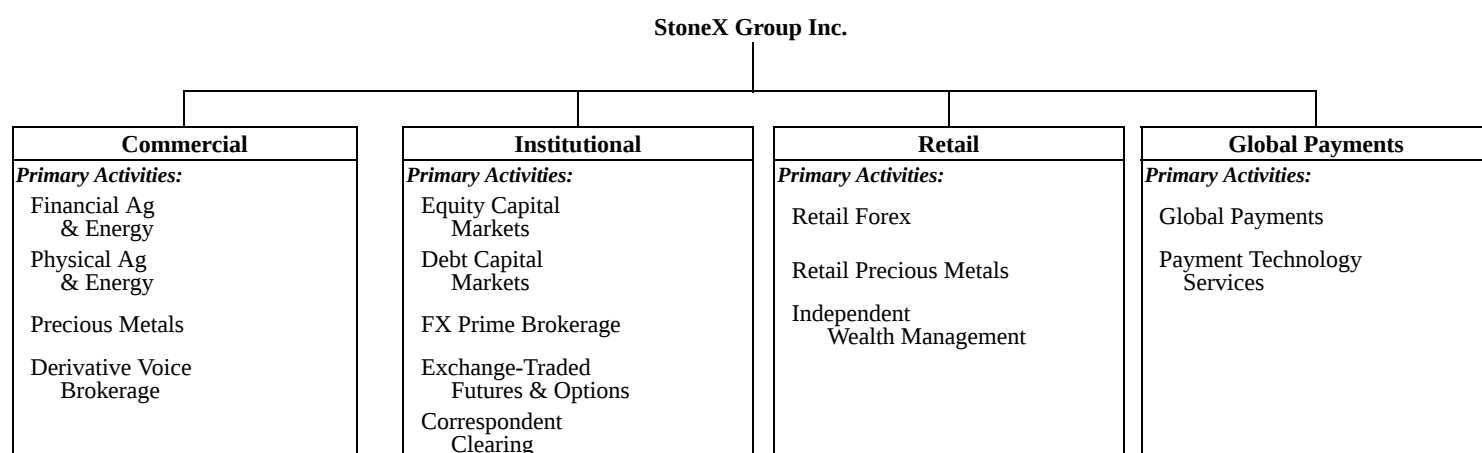 StoneX Group Inc.
Commercial
Primary Activities:
Financial Ag
& Energy
Physical Ag
& Energy
Precious Metals
Derivative Voice
Brokerage
Institutional
Primary Activities:
Equity Capital
Markets
Debt Capital
Markets
FX Prime Brokerage
Exchange-Traded
Futures & Options
Correspondent
Clearing
Retail
Primary Activities:
Retail Forex
Retail Precious Metals
Independent
Wealth Management
Global Payments
Primary Activities:
Global Payments
Payment Technology
Services